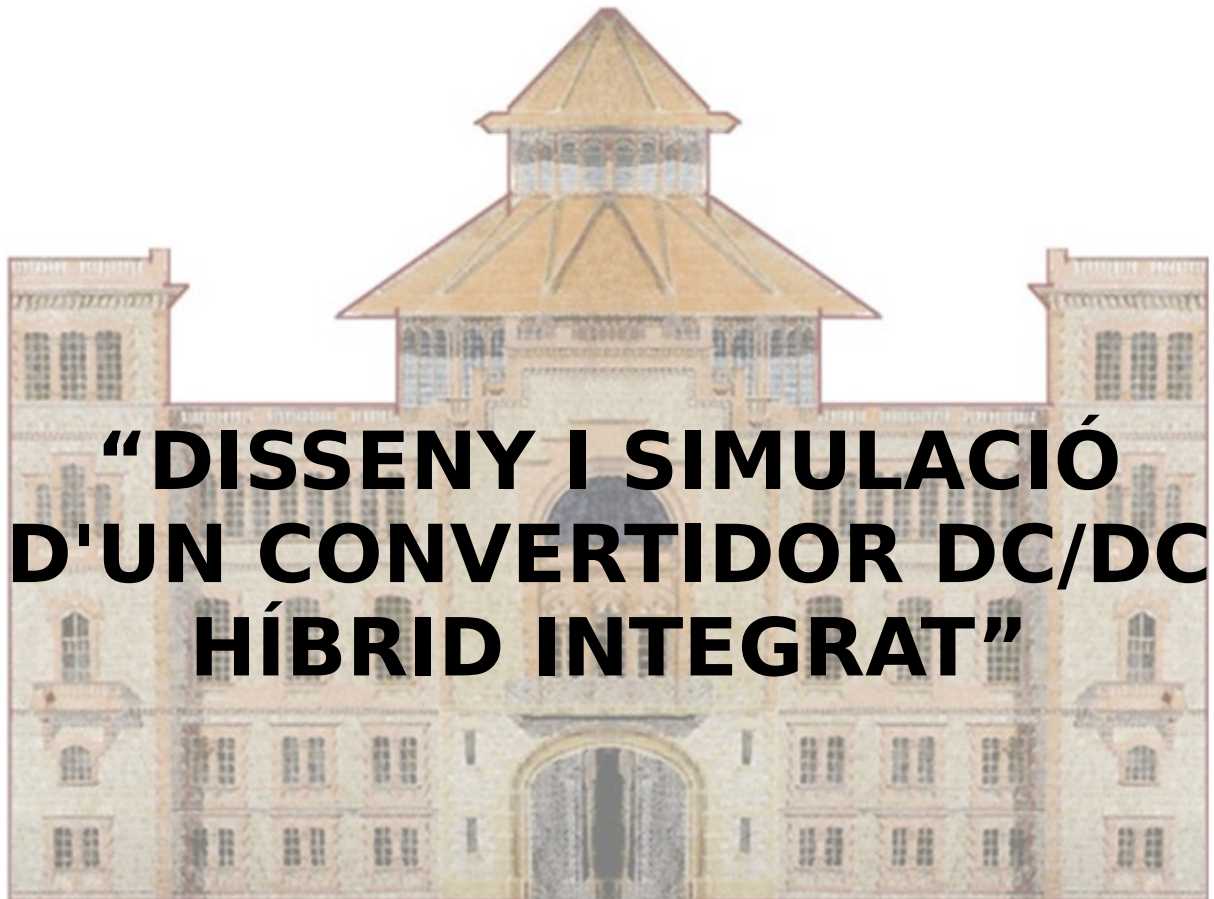 “DISSENY I SIMULACIÓ
D'UN CONVERTIDOR DC/DC
HÍBRID INTEGRAT”